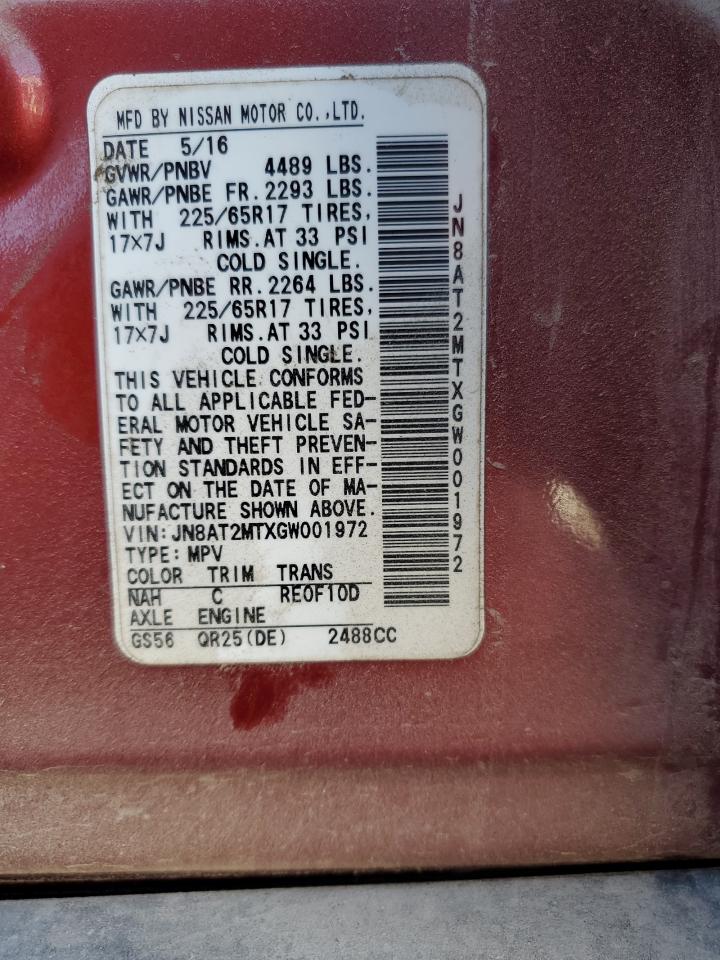 MFD BY NISSAN MOTOR CO.,LTD.
DATE 5/16
GVWR/PNBV 4489 LBS.
GAWR/PNBE FR.2293 LBS.
WITH 225/65R17 TIRES,
17×7J RIMS.AT 33 PSI
COLD SINGLE.
GAWR/PNBE RR.2264 LBS.
WITH 225/65R17 TIRES,
17×7J RIMS.AT 33 PSI
COLD SINGLE.
THIS VEHICLE CONFORMS
TO ALL APPLICABLE FED-
ERAL MOTOR VEHICLE SA-
FETY AND THEFT PREVEN-
TION STANDARDS IN EFF-
ECT ON THE DATE OF MA-
NUFACTURE SHOWN ABOVE.
VIN:JN8AT2MTXGW001972
TYPE:MPV
COLOR TRIM TRANS
NAH C RE0F10D
AXLE ENGINE
GS56 QR25(DE) 2488CC
JN8AT2MTXGW001972